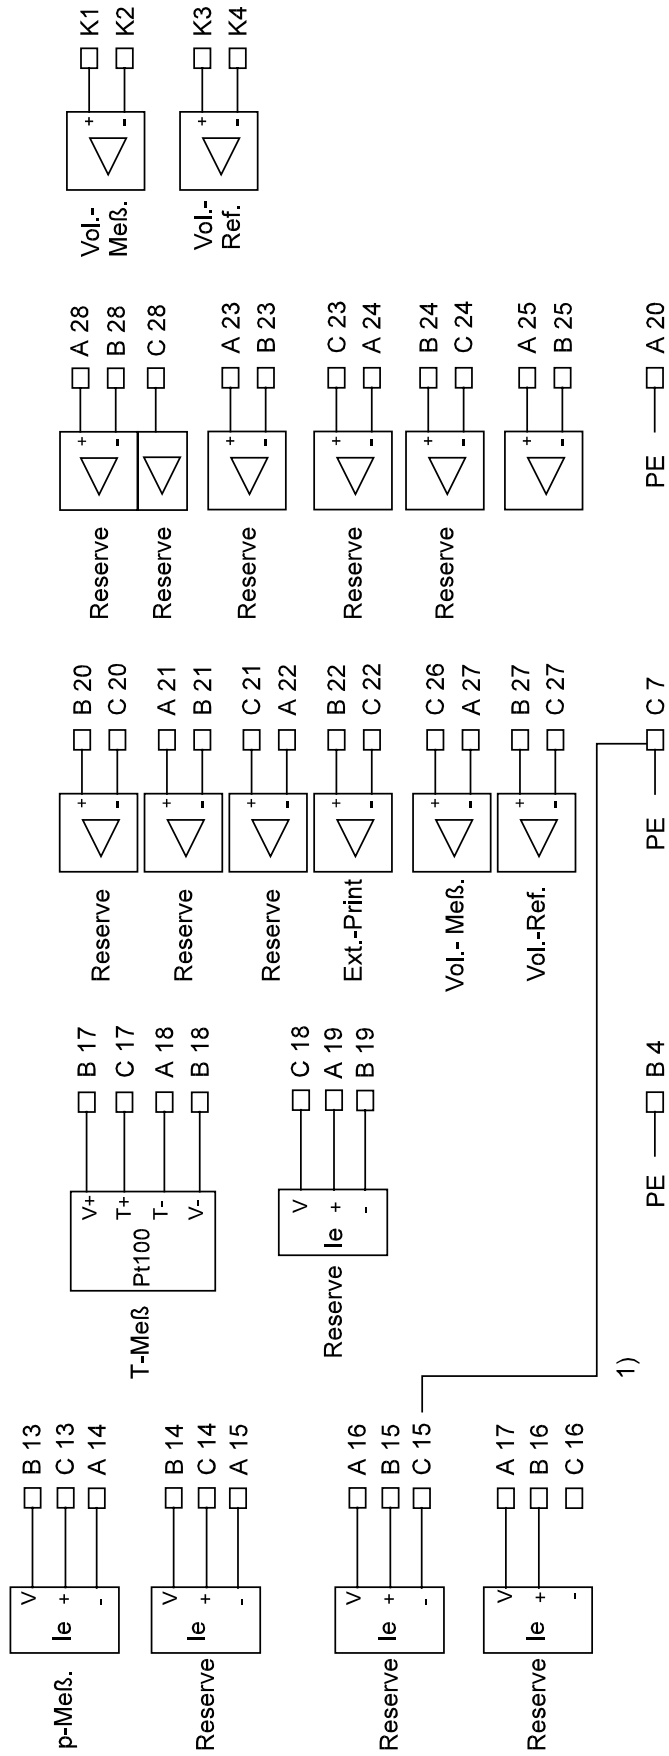 p-Meß.
Ie
V
+
-
B 13
C 13
A 14
Reserve
Ie
V
+
-
B 14
C 14
A 15
Reserve
Ie
V
+
-
A 16
B 15
C 15
Reserve
Ie
V
+
-
A 17
B 16
C 16
1)
T-Meß
Pt100
V+
T+
T-
V-
B 17
C 17
A 18
B 18
Reserve
Ie
V
+
-
C 18
A 19
B 19
PE
B 4
Reserve
+
-
B 20
C 20
Reserve
+
-
A 21
B 21
Reserve
+
-
C 21
A 22
Ext.-Print
+
-
B 22
C 22
Vol.- Meß.
+
-
C 26
A 27
Vol.-Ref.
+
-
B 27
C 27
PE
C 7
Reserve
+
-
A 28
B 28
Reserve
C 28
Reserve
+
-
A 23
B 23
Reserve
+
-
C 23
A 24
Reserve
+
-
B 24
C 24
+
-
A 25
B 25
PE
A 20
Vol.-
Meß.
+
-
K1
K2
Vol.-
Ref.
+
-
K3
K4